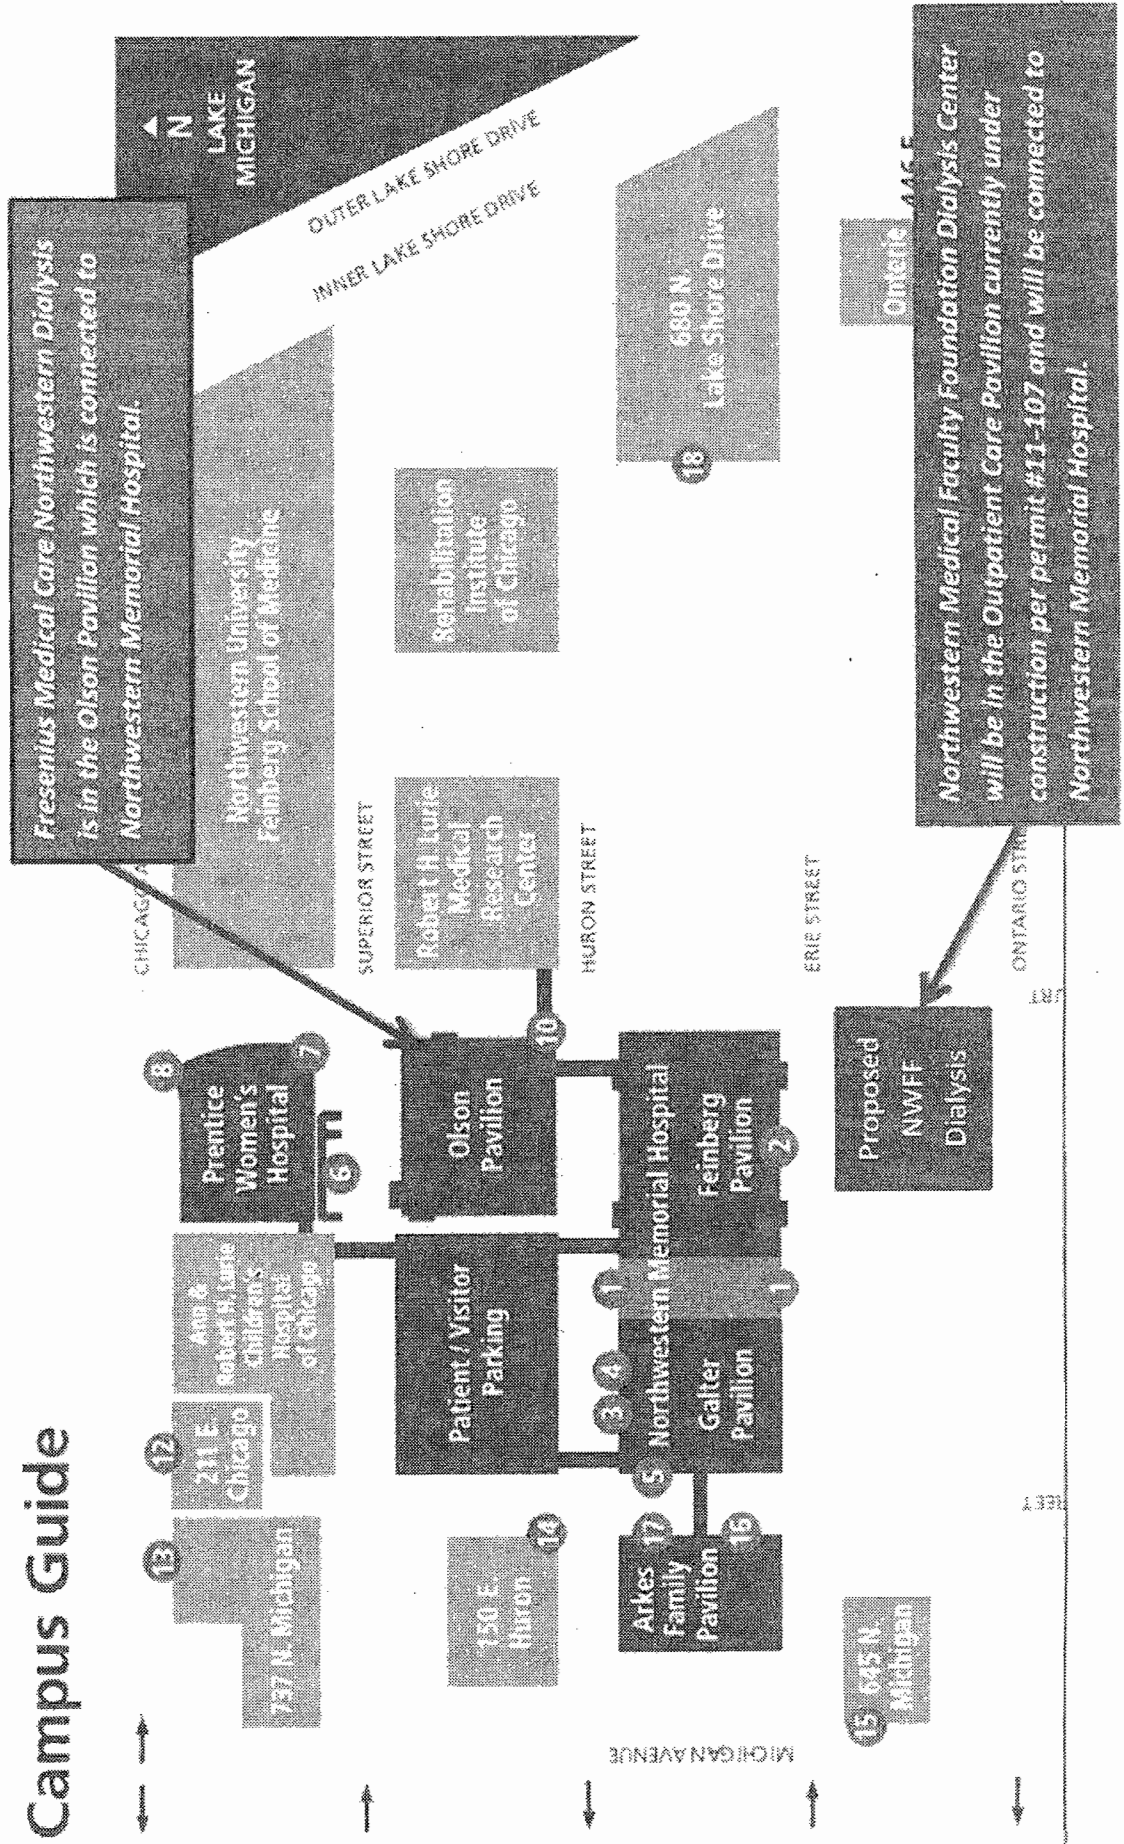 Campus Guide
Fresenius Medical Care Northwestern Dialysis
is in the Olson Pavilion which is connected to
Northwestern Memorial Hospital.
N
LAKE
MICHIGAN
OUTER LAKE SHORE DRIVE
INNER LAKE SHORE DRIVE
13
12
8
737 N. Michigan
211 E.
Chicago
Ann &
Robert H. Lurie
Children's
Hospital
of Chicago
Prentice
Women's
Hospital
7
6
Northwestern University
Feinberg School of Medicine
SUPERIOR STREET
150 E.
Huron
14
Patient / Visitor
Parking
Olson
Pavilion
10
Robert H Lurie
Medical
Research
Center
Rehabilitation
Institute
of Chicago
HURON STREET
MICHIGAN AVENUE
Arkes
Family
Pavilion
17
16
5
3
4
1
Northwestern Memorial Hospital
Galter
Pavilion
Feinberg
Pavilion
1
2
18
680 N.
Lake Shore Drive
ERIE STREET
15
645 N.
Michigan
Proposed
NWFF
Dialysis
Onterie
ONTARIO
Northwestern Medical Faculty Foundation Dialysis Center
will be in the Outpatient Care Pavilion currently under
construction per permit #11-107 and will be connected to
Northwestern Memorial Hospital.